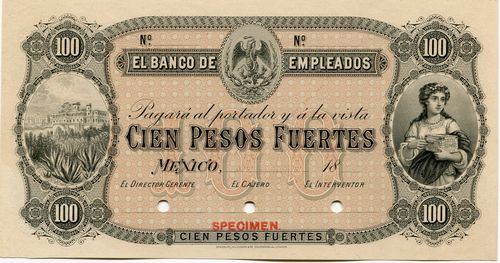 100 Nº Nº 100
EL BANCO DE EMPLEADOS
Pagará al portador y á la vista
CIEN PESOS FUERTES
100
MEXICO, 18
EL DIRECTOR GERENTE EL CAJERO EL INTERVENTOR
SPECIMEN
100 CIEN PESOS FUERTES 100